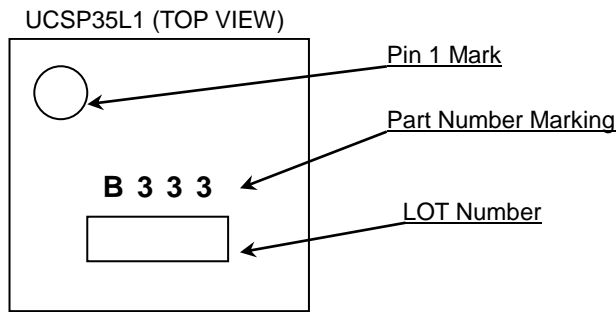 UCSP35L1 (TOP VIEW)
Pin 1 Mark
Part Number Marking
B 3 3 3
LOT Number